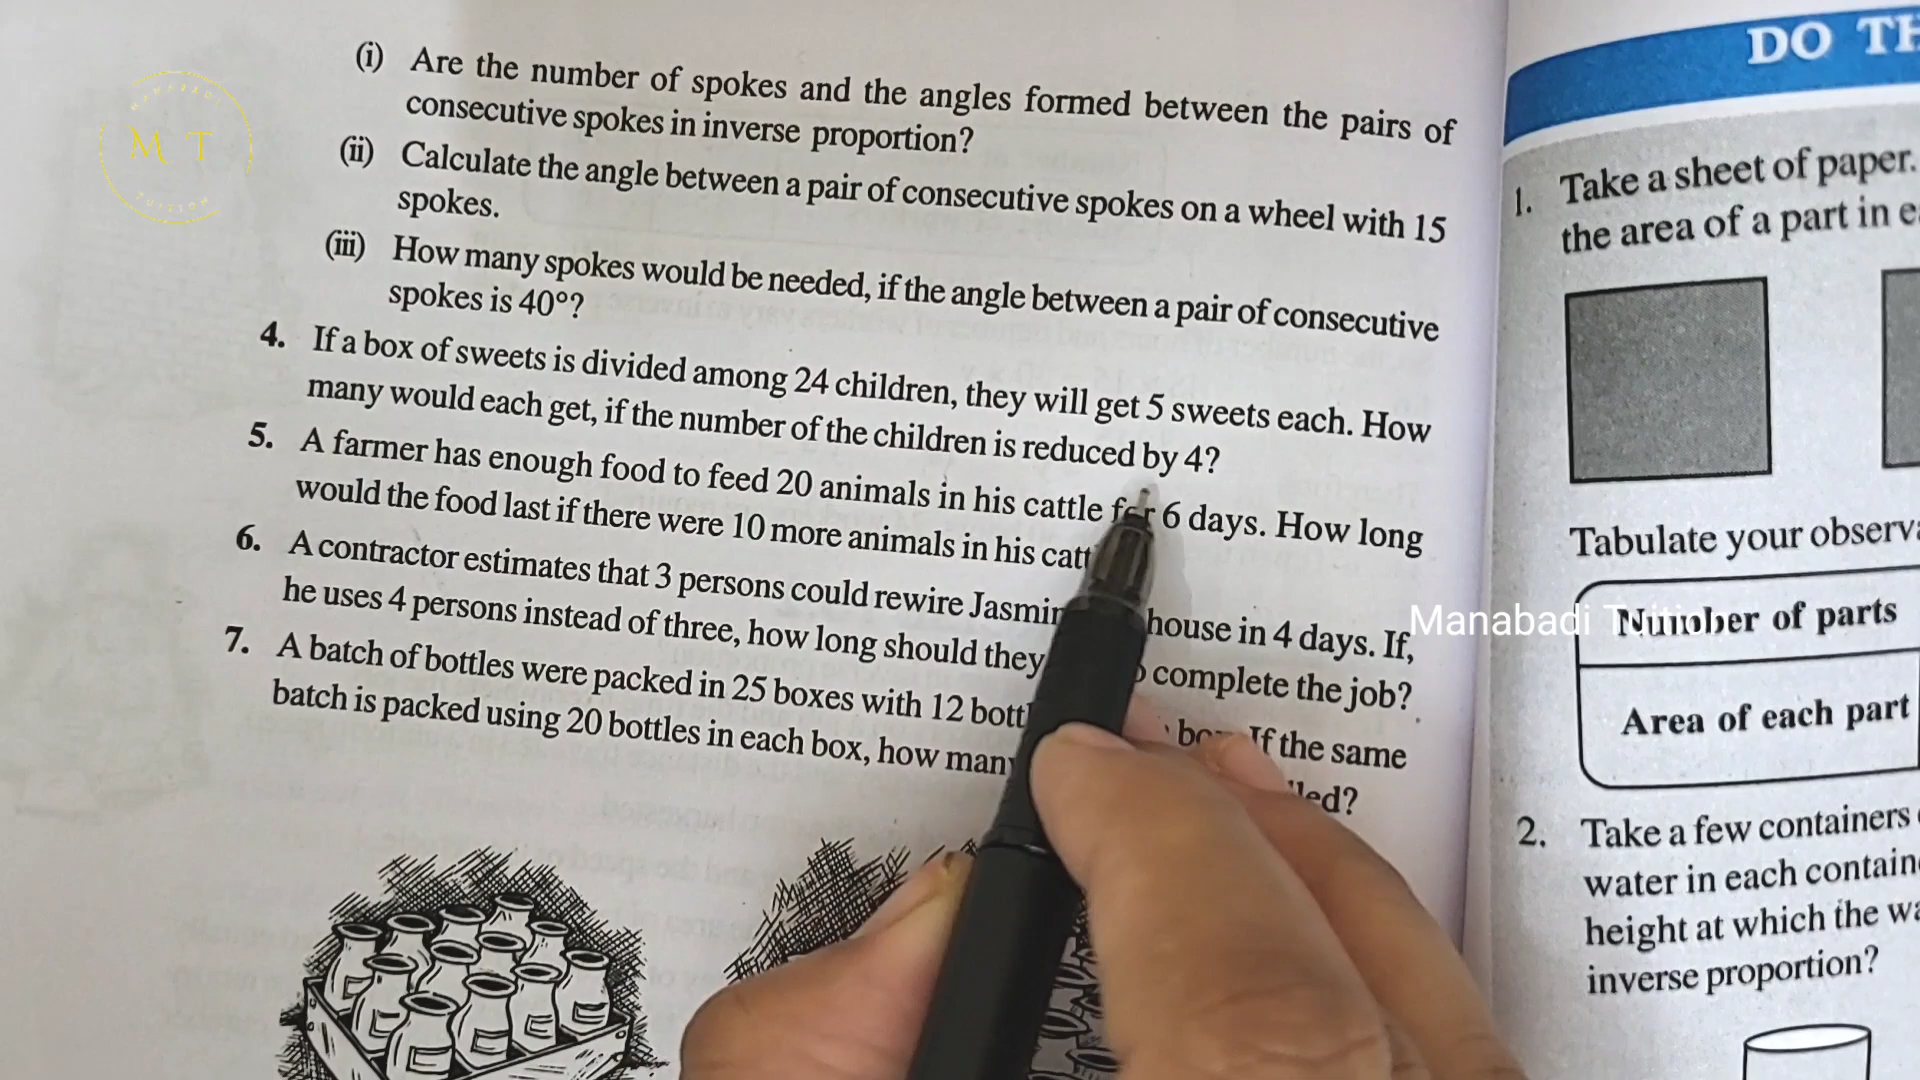 (i) Are the number of spokes and the angles formed between the pairs of
consecutive spokes in inverse proportion?
(ii) Calculate the angle between a pair of consecutive spokes on a wheel with 15
spokes.
(iii) How many spokes would be needed, if the angle between a pair of consecutive
spokes is 40°?
4. If a box of sweets is divided among 24 children, they will get 5 sweets each. How
many would each get, if the number of the children is reduced by 4?
5. A farmer has enough food to feed 20 animals in his cattle for 6 days. How long
would the food last if there were 10 more animals in his
6. A contractor estimates that 3 persons could rewire house in 4 days. If,
he uses 4 persons instead of three, how long should they complete the job?
7. A batch of bottles were packed in 25 boxes with 12 If the same
batch is packed using 20 bottles in each box, how
M T
TUISION
Manabadi
DO
1. Take a sheet of paper.
the area of a part in
Tabulate your
Number of parts
Area of each part
2. Take a few containers
water in each
height at which the
inverse proportion?